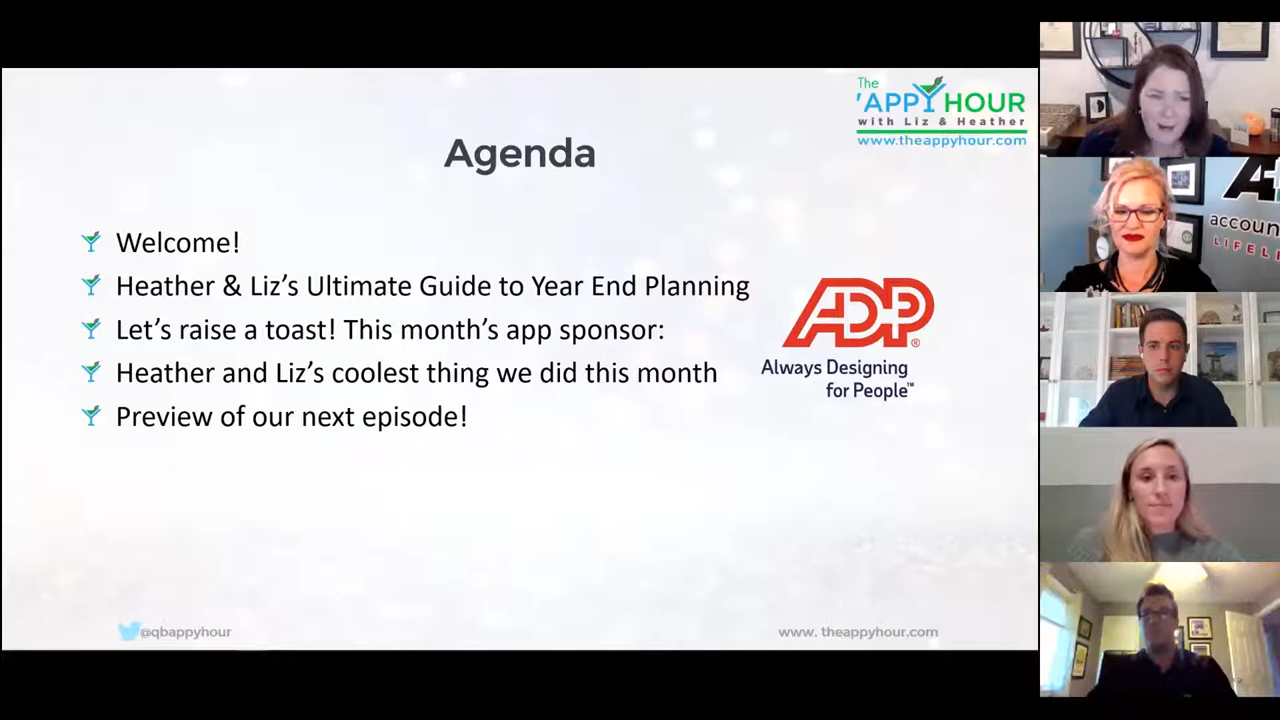 The
'APPY HOUR
with Liz & Heather
www.theappyhour.com
Agenda
Welcome!
Heather & Liz's Ultimate Guide to Year End Planning
Let's raise a toast! This month's app sponsor:
Heather and Liz's coolest thing we did this month
Preview of our next episode!
ADP®
Always Designing
for People™
@qbappyhour
www. theappyhour.com
accoun
LIFELI